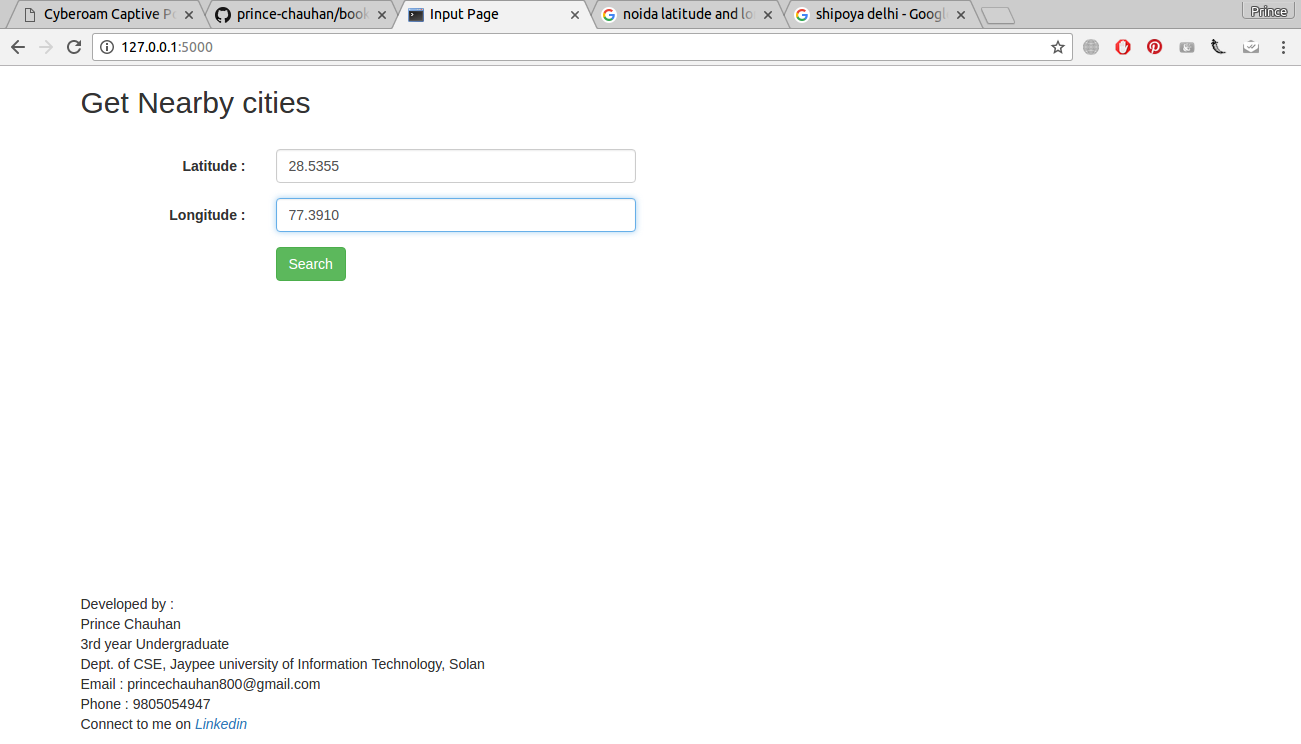 Cyberoam Captive Po
prince-chauhan/book
Input Page
noida latitude and lo
shipoya delhi - Googl
Prince
127.0.0.1:5000
Get Nearby cities
Latitude :
28.5355
Longitude :
77.3910
Search
Developed by :
Prince Chauhan
3rd year Undergraduate
Dept. of CSE, Jaypee university of Information Technology, Solan
Email : princechauhan800@gmail.com
Phone : 9805054947
Connect to me on Linkedin